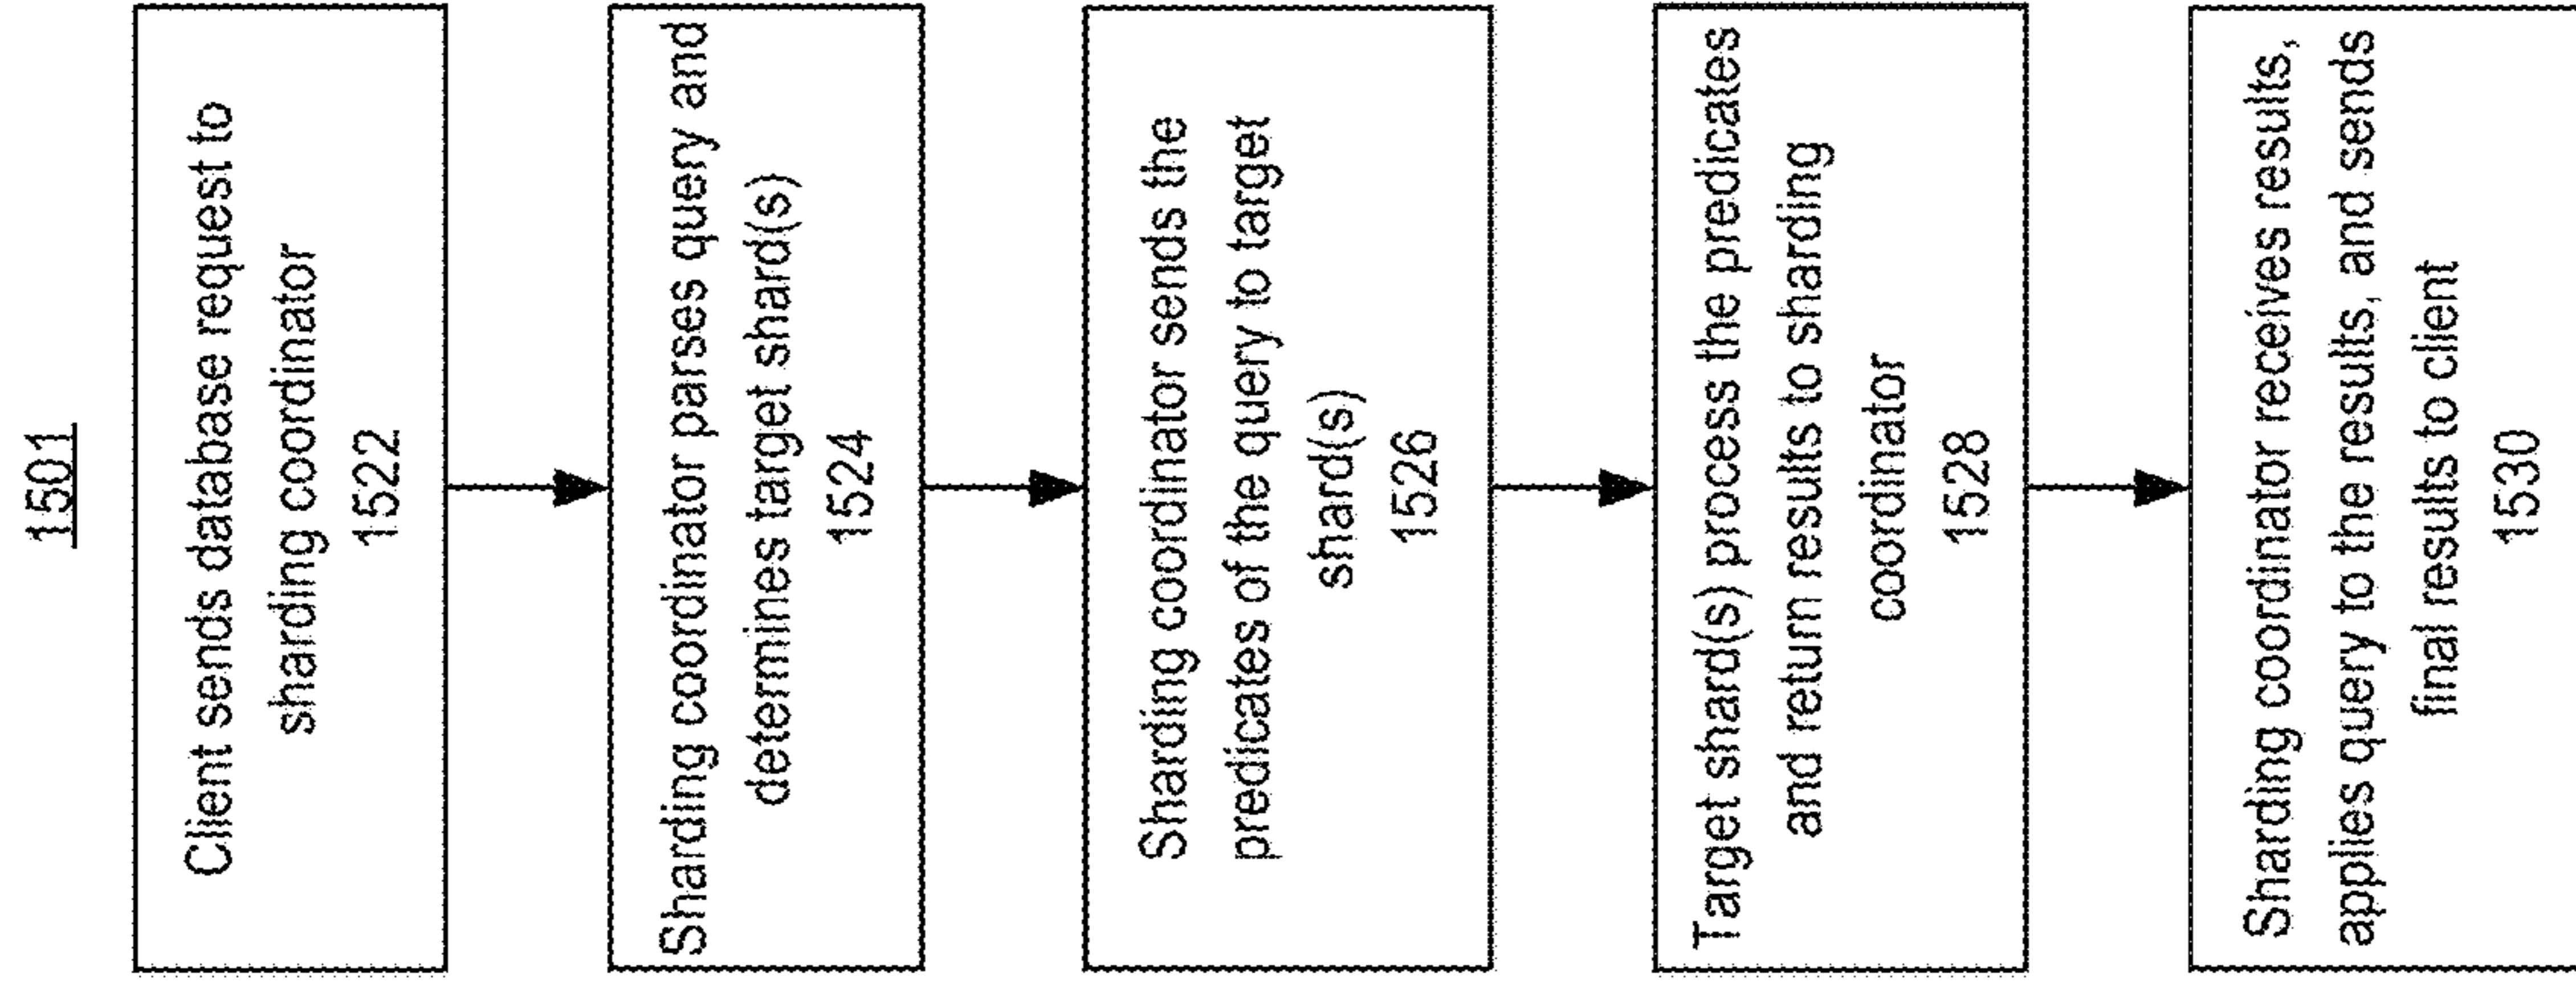 1501
Client sends database request to
sharding coordinator
1522
Sharding coordinator parses query and
determines target shard(s)
1524
Sharding coordinator sends the
predicates of the query to target
shard(s)
1526
Target shard(s) process the predicates
and return results to sharding
coordinator
1528
Sharding coordinator receives results,
applies query to the results, and sends
final results to client
1530